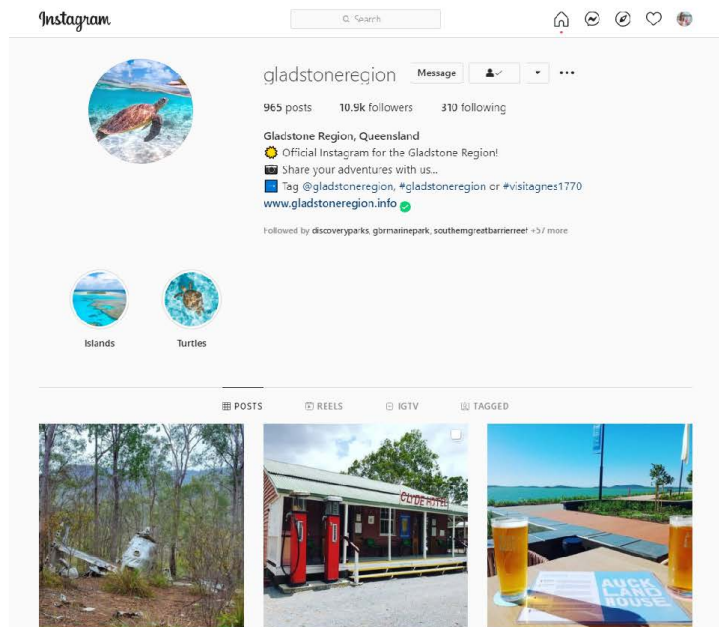 Instagram
Search
gladstoneregion Message
965 posts 10.9k followers 310 following
Gladstone Region, Queensland
Official Instagram for the Gladstone Region!
Share your adventures with us...
Tag @gladstoneregion, #gladstoneregion or #visitagnes1770
www.gladstoneregion.info
Followed by discoveryparks, gbrmarinepark, southerngreatbarrierreef +57 more
Islands Turtles
POSTS REELS IGTV TAGGED
CLYDE HOTEL
AUCK
LAND
HOUSE